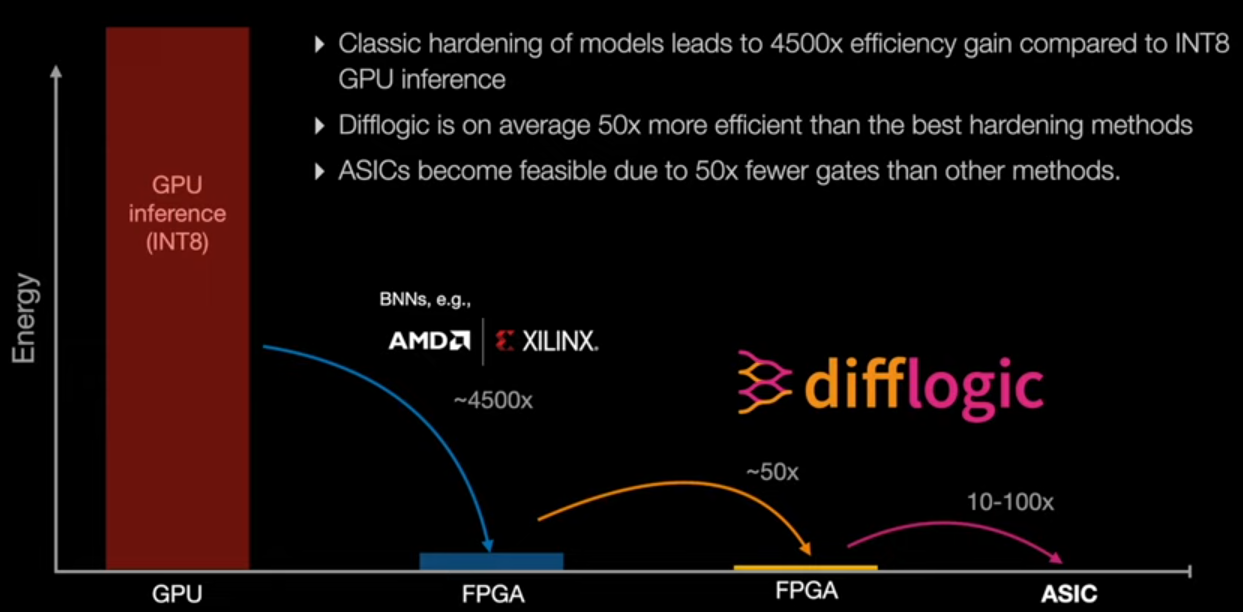 ▸ Classic hardening of models leads to 4500x efficiency gain compared to INT8
GPU inference
▸ Difflogic is on average 50x more efficient than the best hardening methods
▸ ASICs become feasible due to 50x fewer gates than other methods.
GPU
inference
(INT8)
Energy
BNNs, e.g.,
AMD XILINX.
~4500x
difflogic
~50x
10-100x
GPU
FPGA
FPGA
ASIC